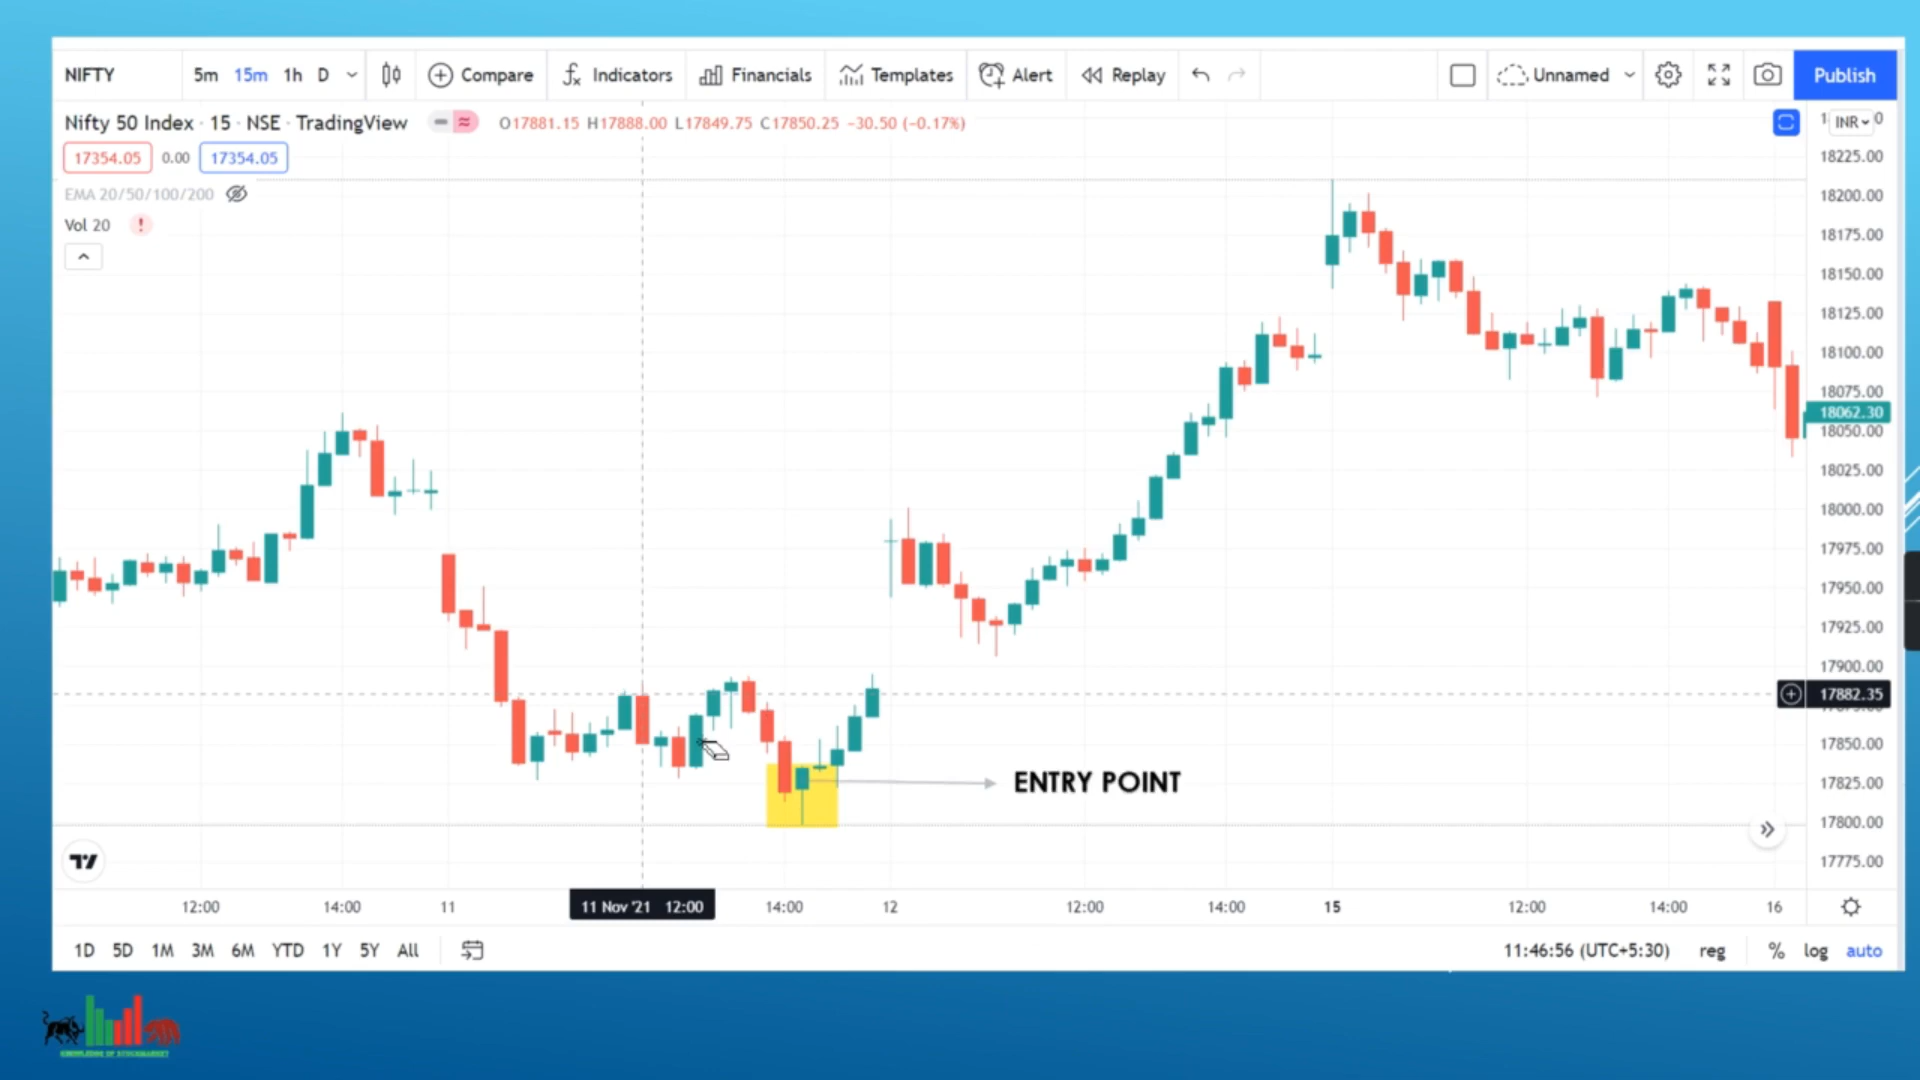 NIFTY 5m 15m 1h D Compare Indicators Financials Templates Alert Replay Unnamed Publish
Nifty 50 Index · 15 · NSE · TradingView O17881.15 H17888.00 L17849.75 C17850.25 −30.50 (−0.17%)
INR
17354.05 0.00 17354.05
EMA 20/50/100/200
Vol 20 !
18225.00
18200.00
18175.00
18150.00
18125.00
18100.00
18075.00
18062.30
18050.00
18025.00
18000.00
17975.00
17950.00
17925.00
17900.00
17882.35
17850.00
17825.00
17800.00
17775.00
ENTRY POINT
12:00 14:00 11 11 Nov '21 12:00 14:00 12 12:00 14:00 15 12:00 14:00 16
1D 5D 1M 3M 6M YTD 1Y 5Y All 11:46:56 (UTC+5:30) reg % log auto
KNOWLEDGE OF STOCKMARKET